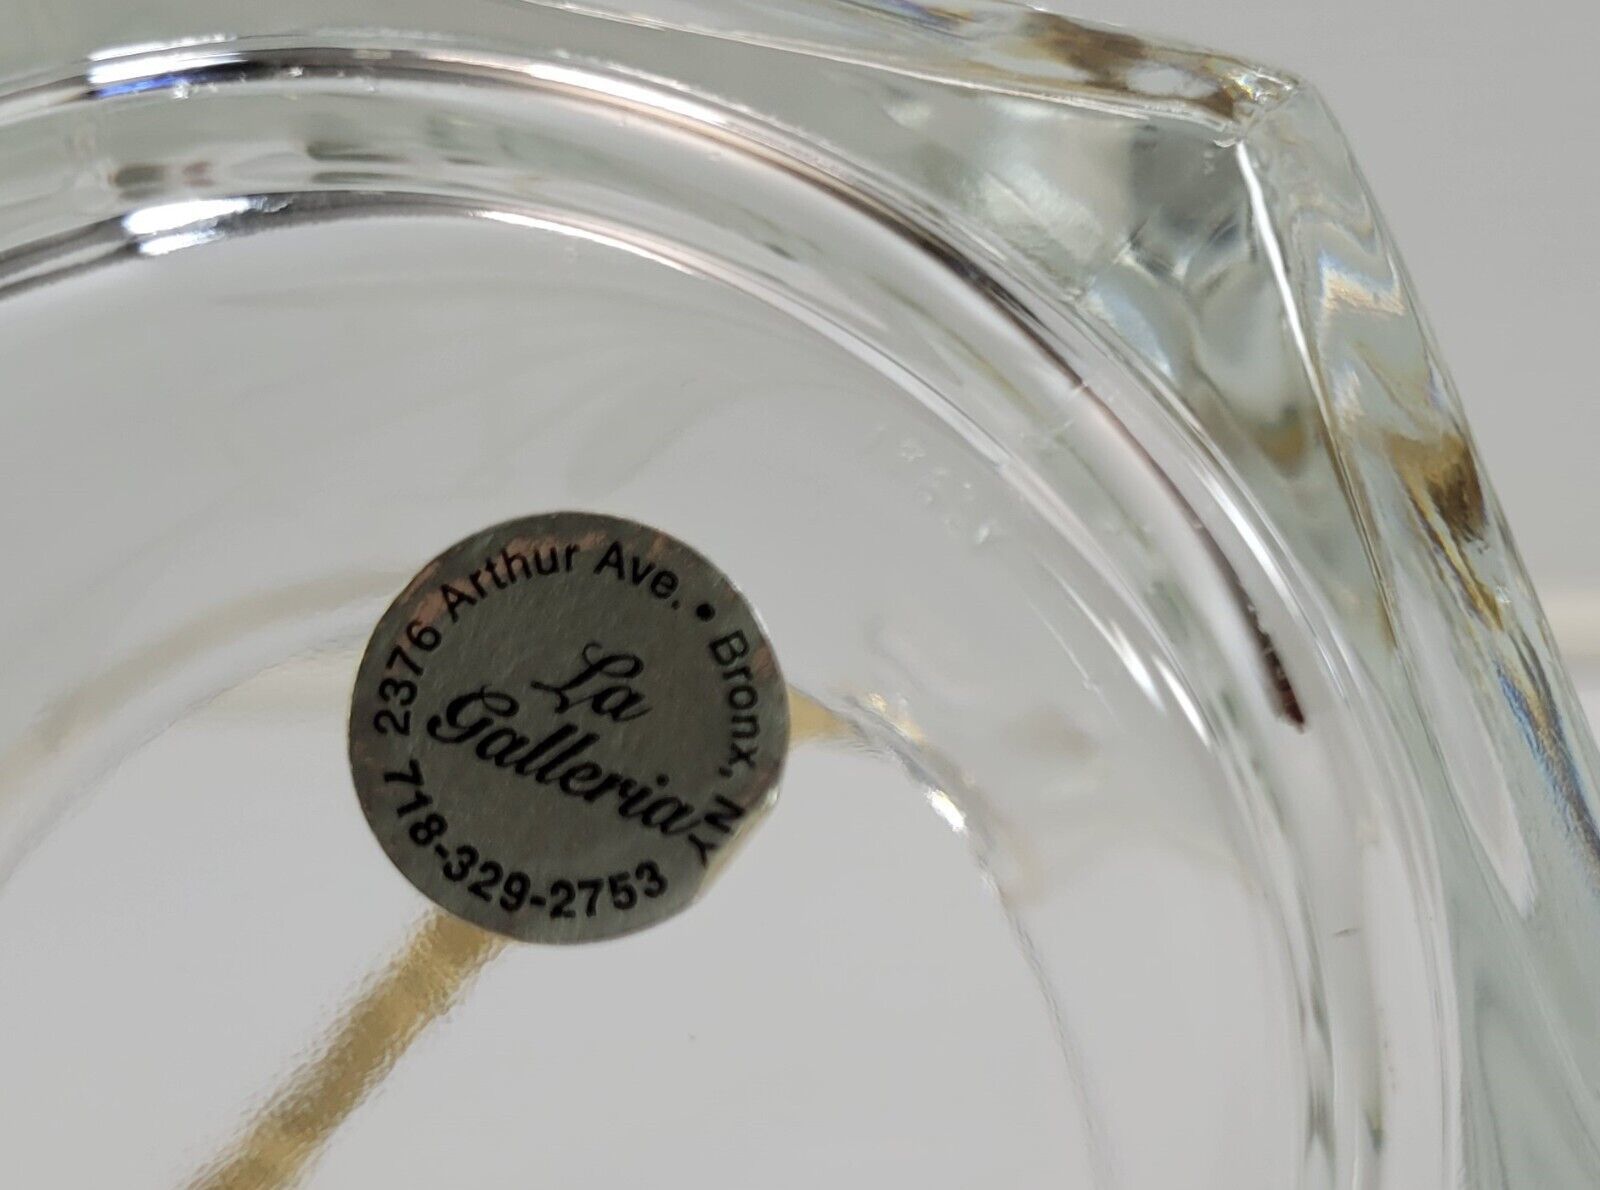 2376 Arthur Ave. • Bronx, NY
La
Galleria
718-329-2753